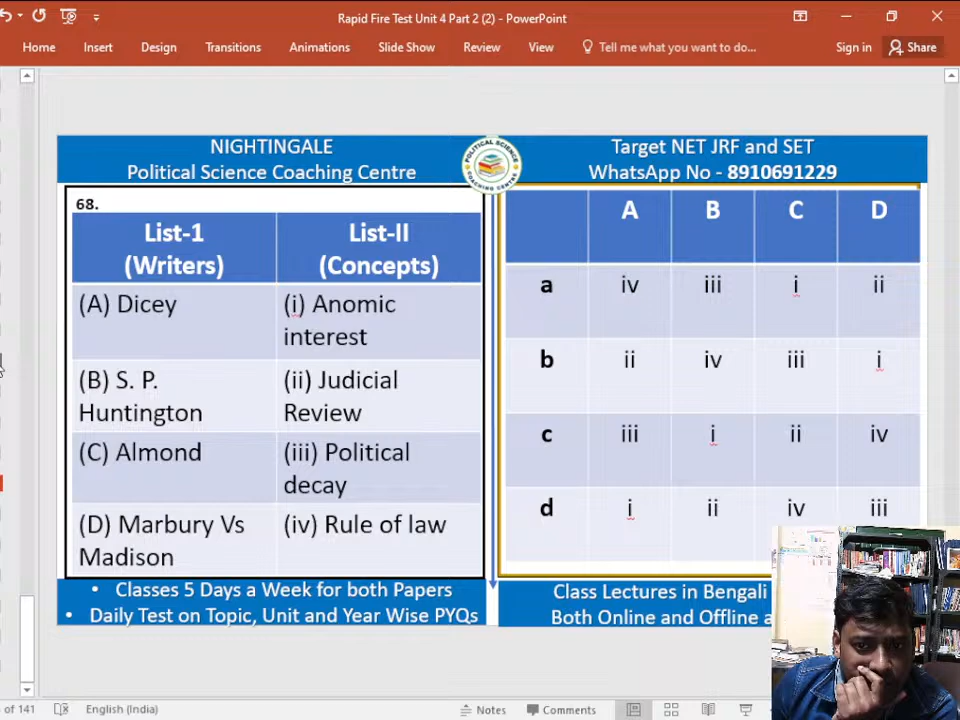 Rapid Fire Test Unit 4 Part 2 (2) - PowerPoint
Home Insert Design Transitions Animations Slide Show Review View Tell me what you want to do... Sign in Share
NIGHTINGALE
Political Science Coaching Centre
POLITICAL SCIENCE COACHING CENTRE
Target NET JRF and SET
WhatsApp No - 8910691229
68.
List-1 (Writers) List-II (Concepts)
(A) Dicey (i) Anomic interest
(B) S. P. Huntington (ii) Judicial Review
(C) Almond (iii) Political decay
(D) Marbury Vs Madison (iv) Rule of law
A B C D
a iv iii i ii
b ii iv iii i
c iii i ii iv
d i ii iv iii
• Classes 5 Days a Week for both Papers
• Daily Test on Topic, Unit and Year Wise PYQs
Class Lectures in Bengali
Both Online and Offline
of 141 English (India) Notes Comments